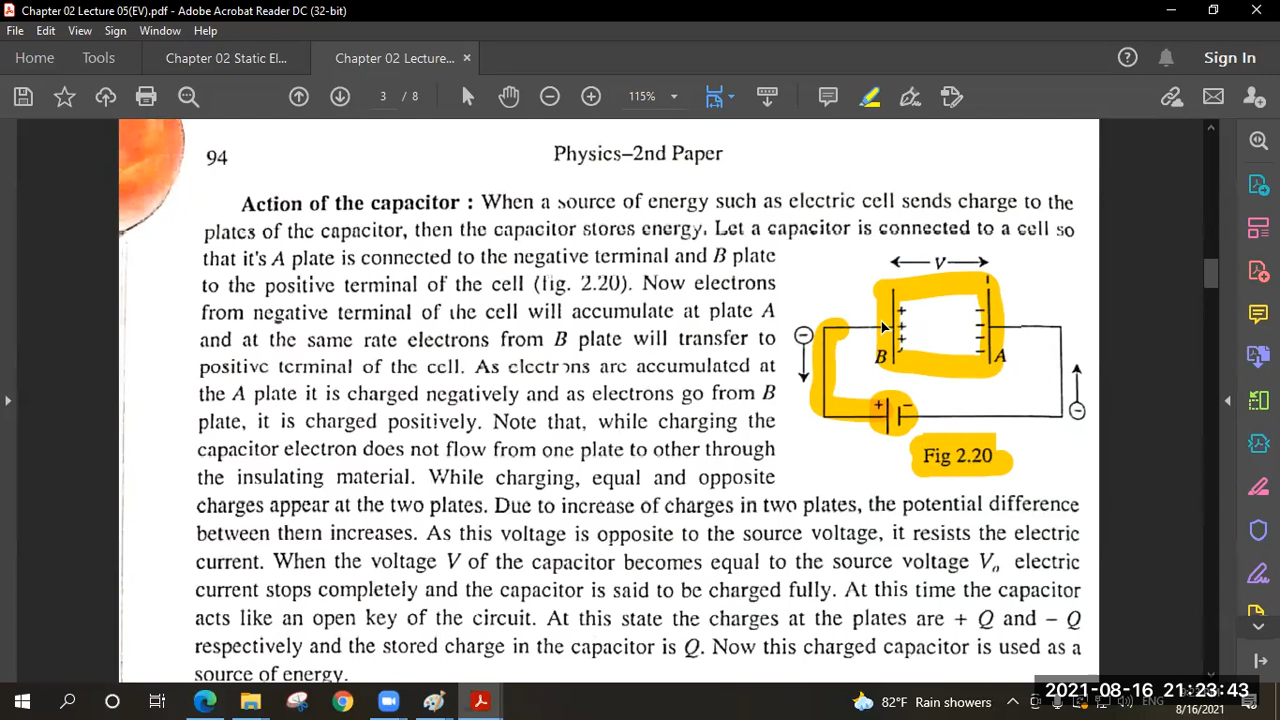 Chapter 02 Lecture 05(EV).pdf - Adobe Acrobat Reader DC (32-bit)
File Edit View Sign Window Help
Home Tools Chapter 02 Static El... Chapter 02 Lecture... × Sign In
3 / 8 115%
94 Physics–2nd Paper
Action of the capacitor : When a source of energy such as electric cell sends charge to the
plates of the capacitor, then the capacitor stores energy. Let a capacitor is connected to a cell so
that it's A plate is connected to the negative terminal and B plate
to the positive terminal of the cell (fig. 2.20). Now electrons
from negative terminal of the cell will accumulate at plate A
and at the same rate electrons from B plate will transfer to
positive terminal of the cell. As electrons are accumulated at
the A plate it is charged negatively and as electrons go from B
plate, it is charged positively. Note that, while charging the
capacitor electron does not flow from one plate to other through
the insulating material. While charging, equal and opposite
V
B A
+ −
Fig 2.20
charges appear at the two plates. Due to increase of charges in two plates, the potential difference
between them increases. As this voltage is opposite to the source voltage, it resists the electric
current. When the voltage V of the capacitor becomes equal to the source voltage V₀, electric
current stops completely and the capacitor is said to be charged fully. At this time the capacitor
acts like an open key of the circuit. At this state the charges at the plates are + Q and − Q
respectively and the stored charge in the capacitor is Q. Now this charged capacitor is used as a
source of energy.
82°F Rain showers ENG
2021-08-16 21:23:43
8/16/2021